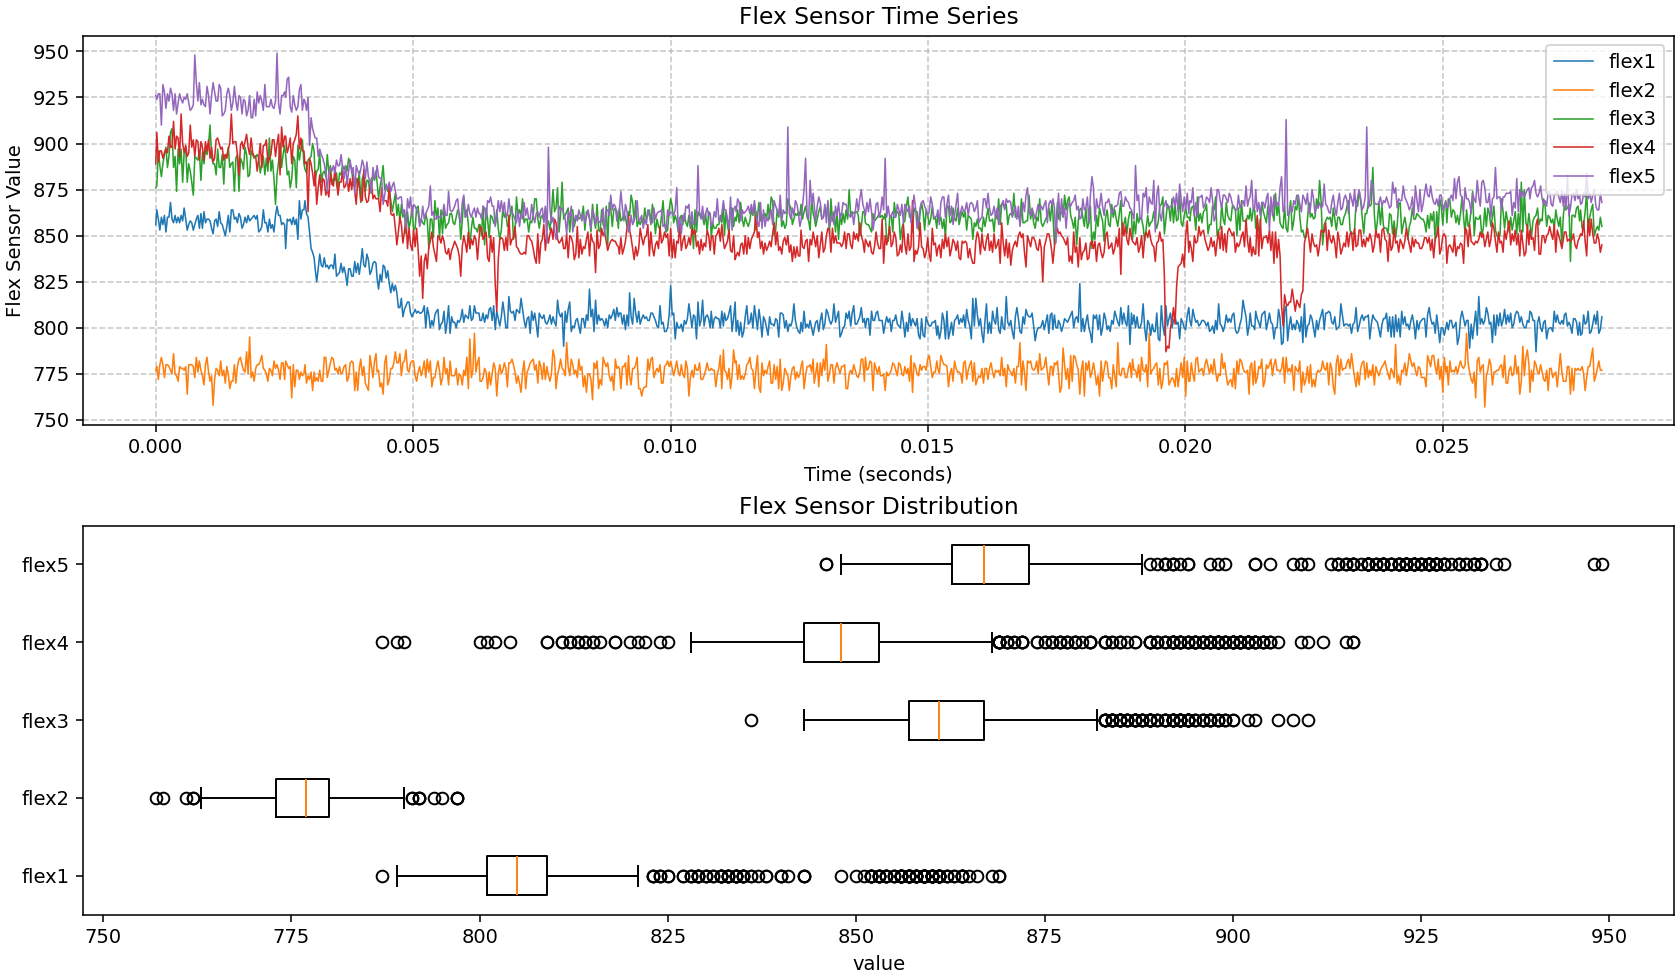 Flex Sensor Time Series
Flex Sensor Value
950
925
900
875
850
825
800
775
750
flex1
flex2
flex3
flex4
flex5
0.000 0.005 0.010 0.015 0.020 0.025
Time (seconds)
Flex Sensor Distribution
flex5
flex4
flex3
flex2
flex1
750 775 800 825 850 875 900 925 950
value